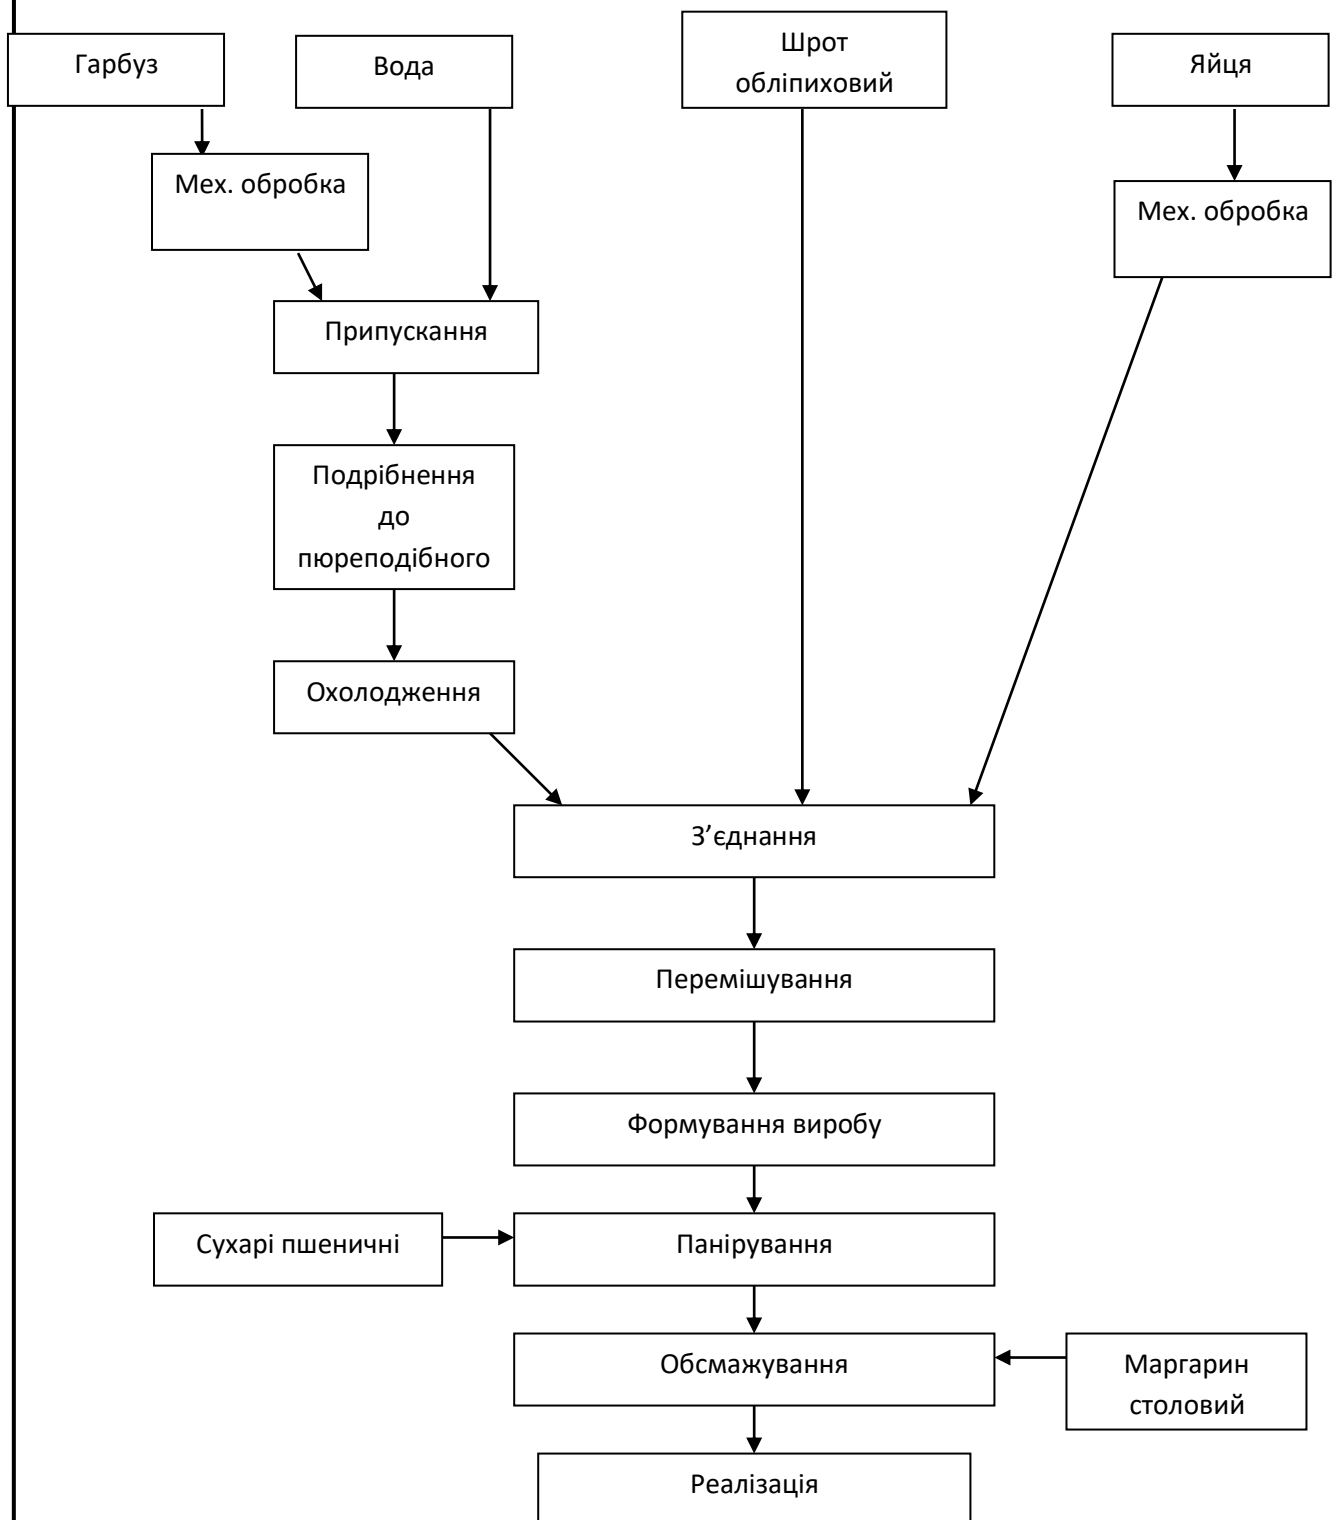 Гарбуз
Вода
Шрот
обліпиховий
Яйця
Мех. обробка
Мех. обробка
Припускання
Подрібнення
до
пюреподібного
Охолодження
З’єднання
Перемішування
Формування виробу
Сухарі пшеничні
Панірування
Обсмажування
Маргарин
столовий
Реалізація